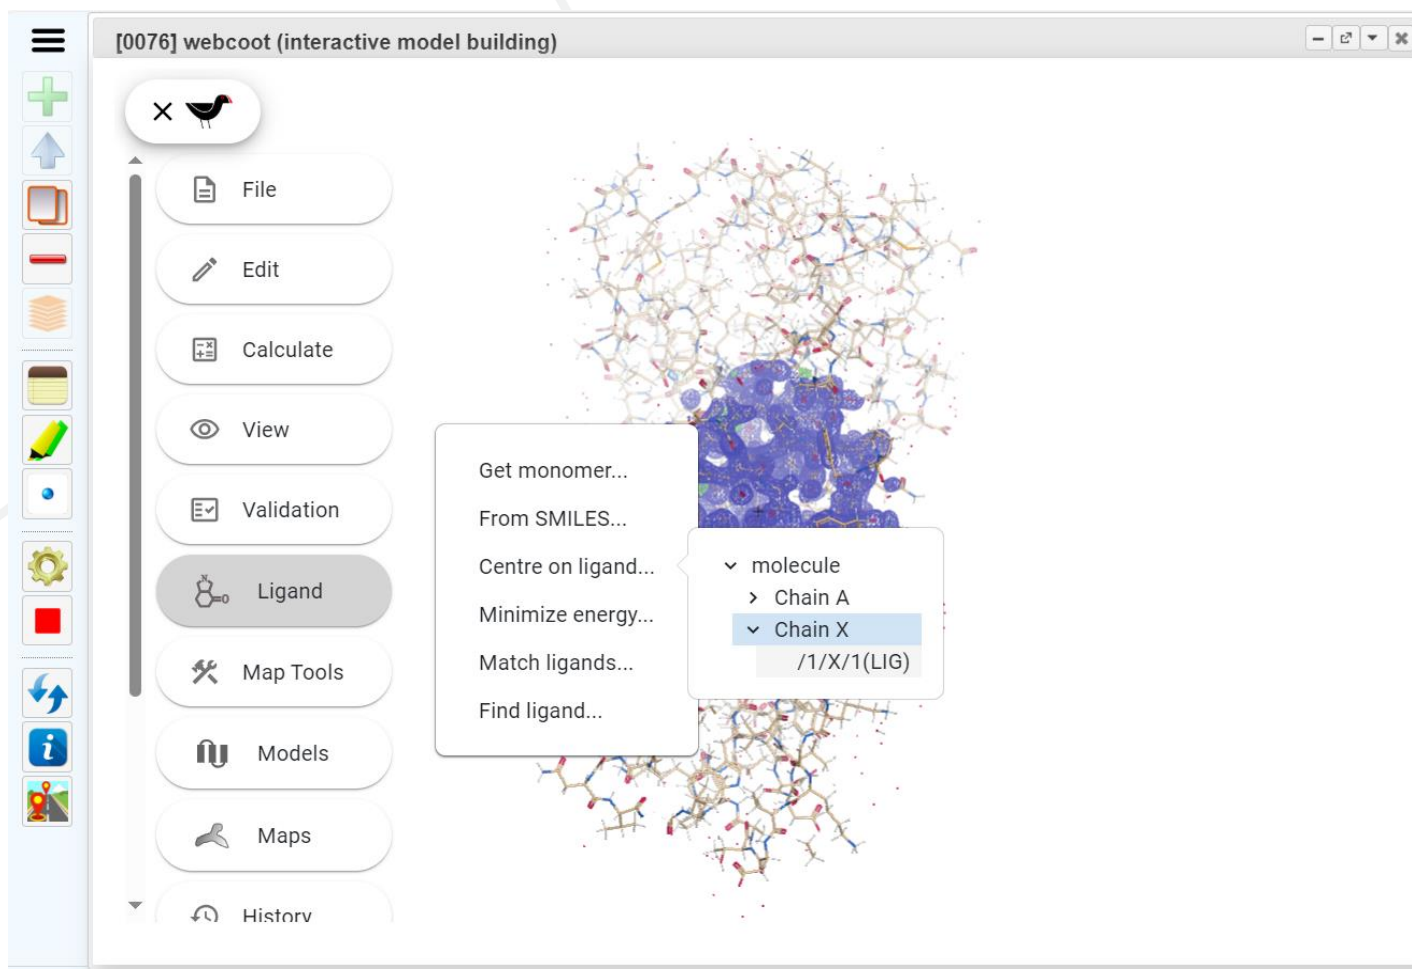 [0076] webcoot (interactive model building)
File
Edit
Calculate
View
Validation
Ligand
Map Tools
Models
Maps
History
Get monomer...
From SMILES...
Centre on ligand...
Minimize energy...
Match ligands...
Find ligand...
molecule
Chain A
Chain X
/1/X/1(LIG)